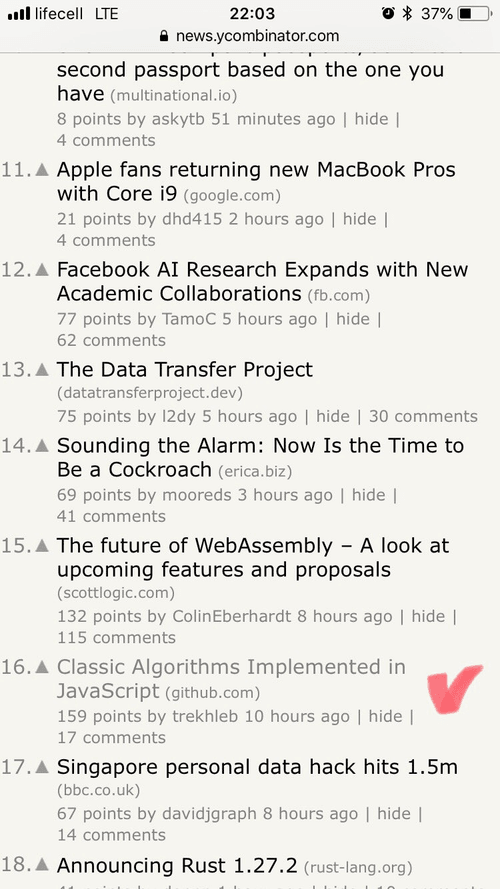 lifecell LTE 22:03 37%
news.ycombinator.com
second passport based on the one you
have (multinational.io)
8 points by askytb 51 minutes ago | hide |
4 comments
11. Apple fans returning new MacBook Pros
with Core i9 (google.com)
21 points by dhd415 2 hours ago | hide |
4 comments
12. Facebook AI Research Expands with New
Academic Collaborations (fb.com)
77 points by TamoC 5 hours ago | hide |
62 comments
13. The Data Transfer Project
(datatransferproject.dev)
75 points by l2dy 5 hours ago | hide | 30 comments
14. Sounding the Alarm: Now Is the Time to
Be a Cockroach (erica.biz)
69 points by mooreds 3 hours ago | hide |
41 comments
15. The future of WebAssembly – A look at
upcoming features and proposals
(scottlogic.com)
132 points by ColinEberhardt 8 hours ago | hide |
115 comments
16. Classic Algorithms Implemented in
JavaScript (github.com)
159 points by trekhleb 10 hours ago | hide |
17 comments
17. Singapore personal data hack hits 1.5m
(bbc.co.uk)
67 points by davidjgraph 8 hours ago | hide |
14 comments
18. Announcing Rust 1.27.2 (rust-lang.org)